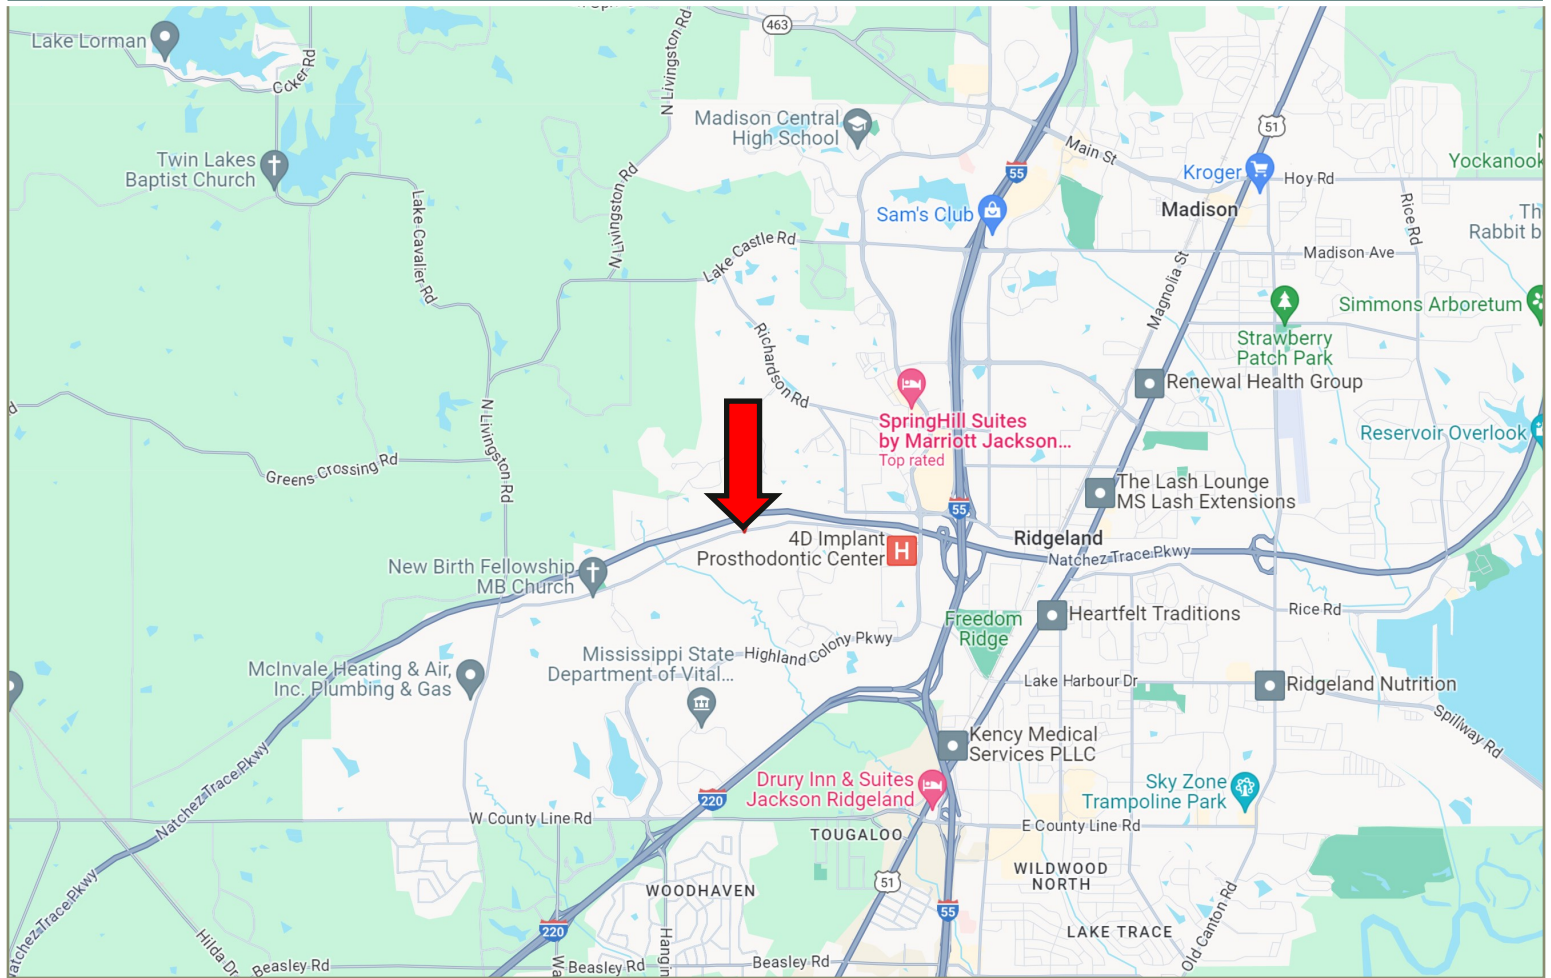 463
Lake Lorman
Ccker Rd
N Livingston Rd
Madison Central
High School
51
Main St
Twin Lakes
Baptist Church
55
Kroger
Hoy Rd
Yockanook
Lake Cavalier Rd
N Livingston Rd
Sam's Club
Madison
Rice Rd
Th
Rabbit b
Lake Castle Rd
Madison Ave
Magnolia St
Simmons Arboretum
Strawberry
Patch Park
Richardson Rd
Renewal Health Group
SpringHill Suites
by Marriott Jackson...
Top rated
N Livingston Rd
Reservoir Overlook
Greens Crossing Rd
The Lash Lounge
MS Lash Extensions
55
4D Implant
Prosthodontic Center
H
Ridgeland
Natchez Trace Pkwy
New Birth Fellowship
MB Church
Rice Rd
Freedom
Ridge
Heartfelt Traditions
Highland Colony Pkwy
Mississippi State
Department of Vital...
McInvale Heating & Air,
Inc. Plumbing & Gas
Lake Harbour Dr
Ridgeland Nutrition
Spillway Rd
Kency Medical
Services PLLC
Natchez Trace Pkwy
Drury Inn & Suites
Jackson Ridgeland
220
Sky Zone
Trampoline Park
W County Line Rd
TOUGALOO
E County Line Rd
WILDWOOD
NORTH
WOODHAVEN
51
55
220
atchez Trace Pkwy
LAKE TRACE
Old Canton Rd
Hilda Dr
Beasley Rd
Wa
Beasley Rd
Hangin
Beasley Rd